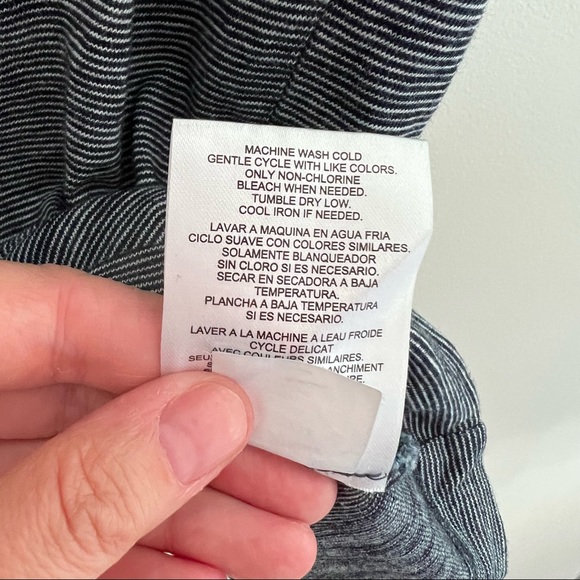 MACHINE WASH COLD
GENTLE CYCLE WITH LIKE COLORS.
ONLY NON-CHLORINE
BLEACH WHEN NEEDED.
TUMBLE DRY LOW.
COOL IRON IF NEEDED.
LAVAR A MAQUINA EN AGUA FRIA
CICLO SUAVE CON COLORES SIMILARES.
SOLAMENTE BLANQUEADOR
SIN CLORO SI ES NECESARIO.
SECAR EN SECADORA A BAJA
TEMPERATURA.
PLANCHA A BAJA TEMPERATURA
SI ES NECESARIO.
LAVER A LA MACHINE A LEAU FROIDE
CYCLE DELICAT
AVEC COULEURS SIMILAIRES.